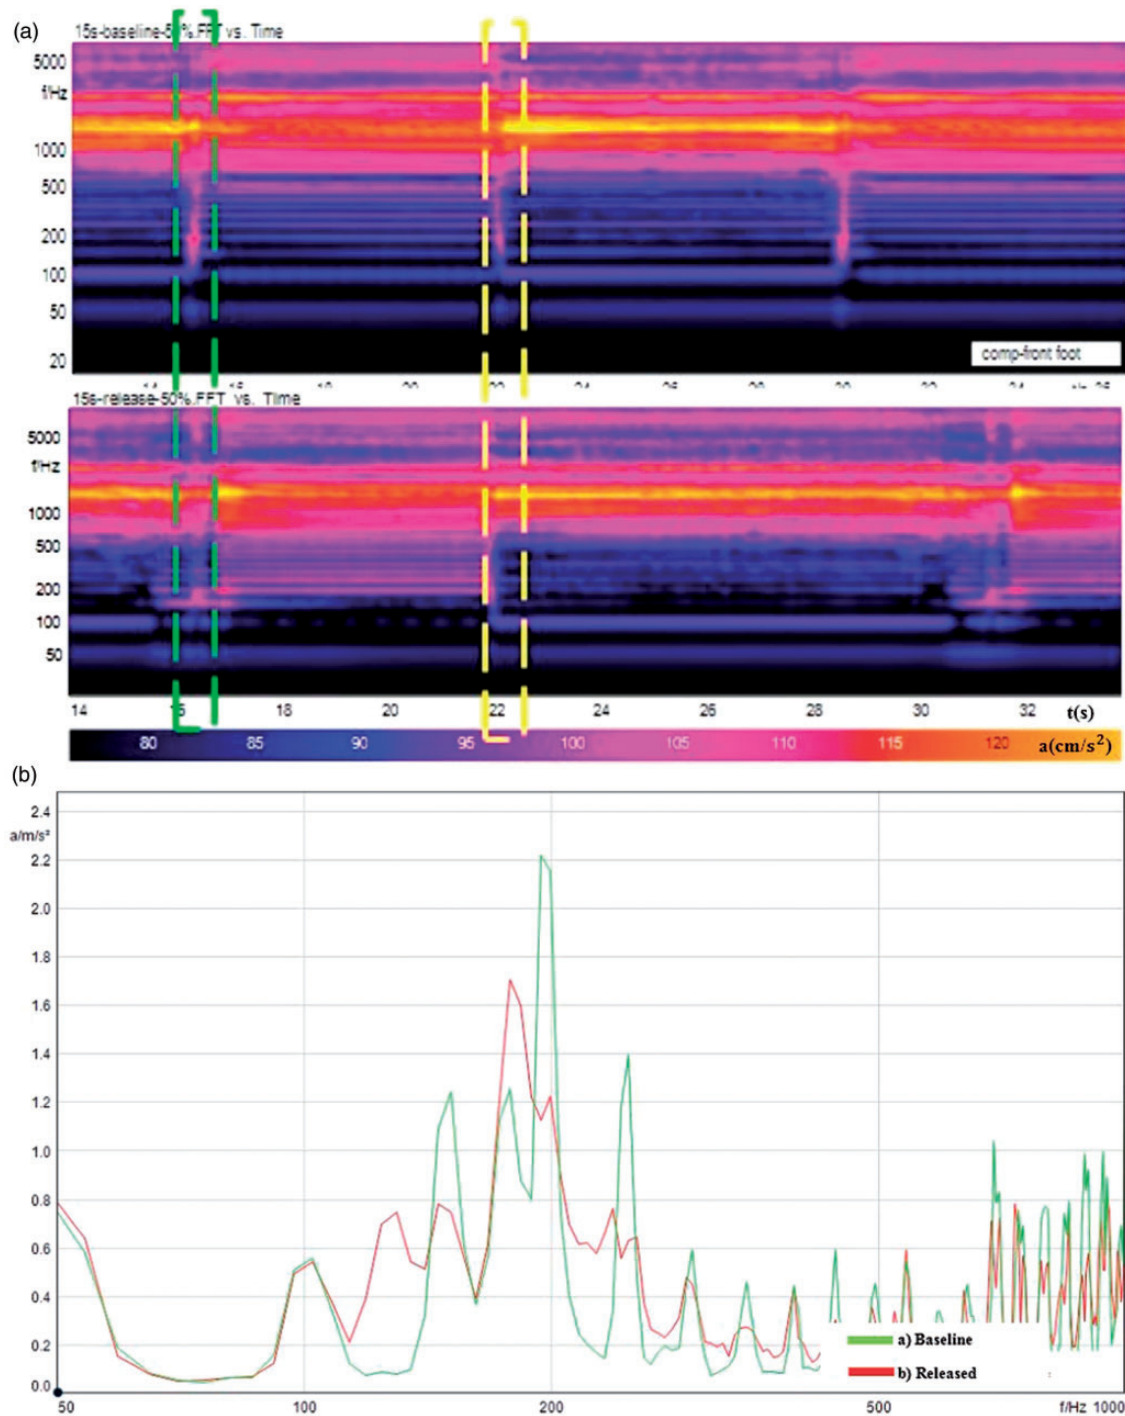 (a)
15s-baseline-50%.FFT vs. Time
5000
f/Hz
1000
500
200
100
50
20
comp-front foot
15s-release-50%.FFT vs. Time
5000
f/Hz
1000
500
200
100
50
14 18 20 22 24 26 28 30 32 t(s)
80 85 90 95 100 105 110 115 120 a(cm/s²)
(b)
2.4
a/m/s²
2.2
2.0
1.8
1.6
1.4
1.2
1.0
0.8
0.6
0.4
0.2
0.0
a) Baseline
b) Released
50 100 200 500 f/Hz 1000